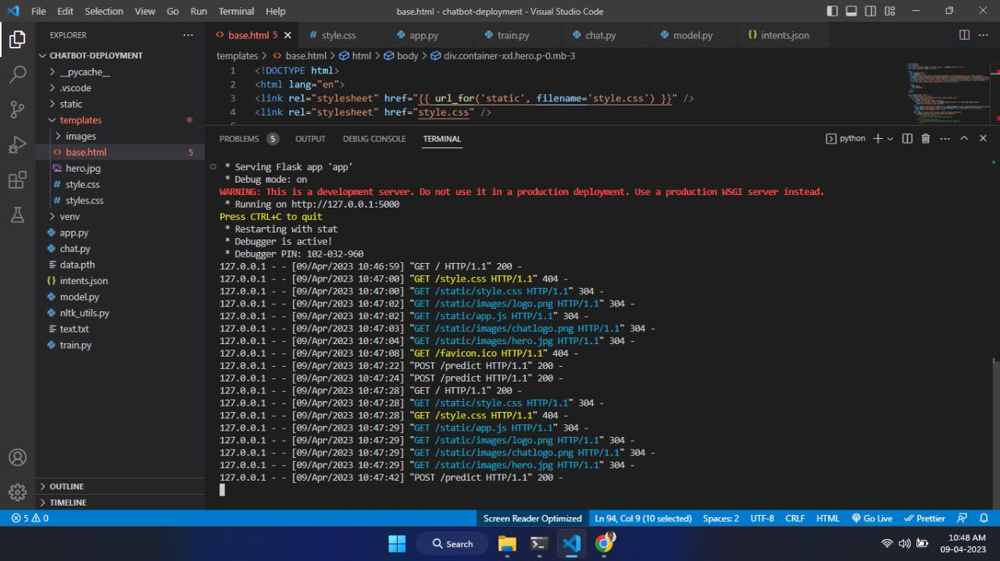 File Edit Selection View Go Run Terminal Help base.html - chatbot-deployment - Visual Studio Code
EXPLORER
CHATBOT-DEPLOYMENT
__pycache__
.vscode
static
templates
images
base.html 5
hero.jpg
style.css
styles.css
venv
app.py
chat.py
data.pth
intents.json
model.py
nltk_utils.py
text.txt
train.py
OUTLINE
TIMELINE
base.html 5 style.css app.py train.py chat.py model.py intents.json
templates > base.html > html > body > div.container-xxl.hero.p-0.mb-3
1 <!DOCTYPE html>
2 <html lang="en">
3 <link rel="stylesheet" href="{{ url_for('static', filename='style.css') }}" />
4 <link rel="stylesheet" href="style.css" />
PROBLEMS 5 OUTPUT DEBUG CONSOLE TERMINAL python
* Serving Flask app 'app'
* Debug mode: on
WARNING: This is a development server. Do not use it in a production deployment. Use a production WSGI server instead.
* Running on http://127.0.0.1:5000
Press CTRL+C to quit
* Restarting with stat
* Debugger is active!
* Debugger PIN: 102-032-960
127.0.0.1 - - [09/Apr/2023 10:46:59] "GET / HTTP/1.1" 200 -
127.0.0.1 - - [09/Apr/2023 10:47:00] "GET /style.css HTTP/1.1" 404 -
127.0.0.1 - - [09/Apr/2023 10:47:00] "GET /static/style.css HTTP/1.1" 304 -
127.0.0.1 - - [09/Apr/2023 10:47:02] "GET /static/images/logo.png HTTP/1.1" 304 -
127.0.0.1 - - [09/Apr/2023 10:47:02] "GET /static/app.js HTTP/1.1" 304 -
127.0.0.1 - - [09/Apr/2023 10:47:03] "GET /static/images/chatlogo.png HTTP/1.1" 304 -
127.0.0.1 - - [09/Apr/2023 10:47:04] "GET /static/images/hero.jpg HTTP/1.1" 304 -
127.0.0.1 - - [09/Apr/2023 10:47:08] "GET /favicon.ico HTTP/1.1" 404 -
127.0.0.1 - - [09/Apr/2023 10:47:22] "POST /predict HTTP/1.1" 200 -
127.0.0.1 - - [09/Apr/2023 10:47:24] "POST /predict HTTP/1.1" 200 -
127.0.0.1 - - [09/Apr/2023 10:47:28] "GET / HTTP/1.1" 200 -
127.0.0.1 - - [09/Apr/2023 10:47:28] "GET /static/style.css HTTP/1.1" 304 -
127.0.0.1 - - [09/Apr/2023 10:47:28] "GET /style.css HTTP/1.1" 404 -
127.0.0.1 - - [09/Apr/2023 10:47:29] "GET /static/app.js HTTP/1.1" 304 -
127.0.0.1 - - [09/Apr/2023 10:47:29] "GET /static/images/logo.png HTTP/1.1" 304 -
127.0.0.1 - - [09/Apr/2023 10:47:29] "GET /static/images/chatlogo.png HTTP/1.1" 304 -
127.0.0.1 - - [09/Apr/2023 10:47:29] "GET /static/images/hero.jpg HTTP/1.1" 304 -
127.0.0.1 - - [09/Apr/2023 10:47:42] "POST /predict HTTP/1.1" 200 -
5 0 Screen Reader Optimized Ln 94, Col 9 (10 selected) Spaces: 2 UTF-8 CRLF HTML Go Live Prettier
Search
10:48 AM
09-04-2023